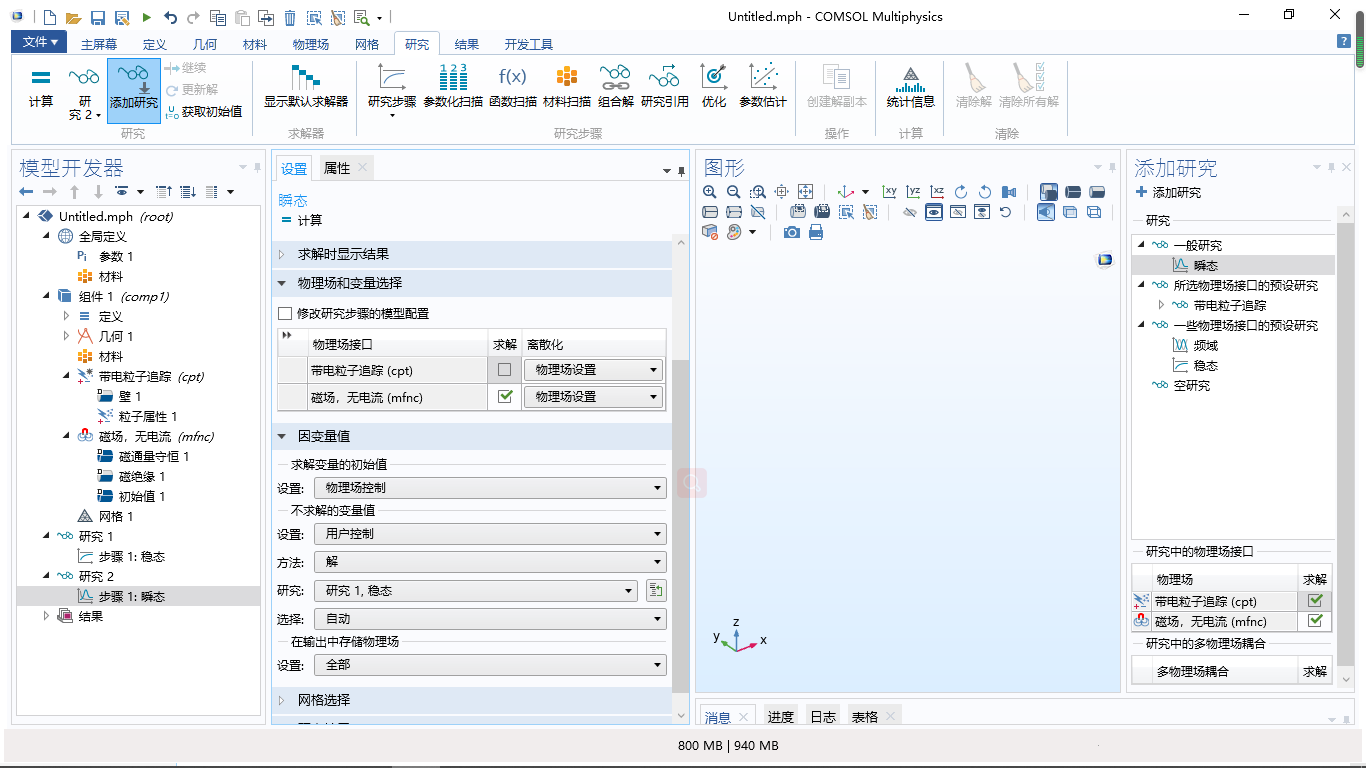 Untitled.mph - COMSOL Multiphysics
文件 主屏幕 定义 几何 材料 物理场 网格 研究 结果 开发工具
计算
研究 2
添加研究
继续
更新解
获取初始值
研究
显示默认求解器
求解器
研究步骤
参数化扫描
函数扫描
材料扫描
组合解
研究引用
优化
参数估计
研究步骤
创建解副本
操作
统计信息
计算
清除解
清除所有解
清除
模型开发器
Untitled.mph (root)
全局定义
Pi 参数 1
材料
组件 1 (comp1)
定义
几何 1
材料
带电粒子追踪 (cpt)
壁 1
粒子属性 1
磁场，无电流 (mfnc)
磁通量守恒 1
磁绝缘 1
初始值 1
网格 1
研究 1
步骤 1: 稳态
研究 2
步骤 1: 瞬态
结果
设置 属性
瞬态
= 计算
求解时显示结果
物理场和变量选择
修改研究步骤的模型配置
物理场接口 求解 离散化
带电粒子追踪 (cpt) 物理场设置
磁场，无电流 (mfnc) 物理场设置
因变量值
求解变量的初始值
设置: 物理场控制
不求解的变量值
设置: 用户控制
方法: 解
研究: 研究 1, 稳态
选择: 自动
在输出中存储物理场
设置: 全部
网格选择
图形
xy yz xz
z
y
x
消息 进度 日志 表格
添加研究
添加研究
研究
一般研究
瞬态
所选物理场接口的预设研究
带电粒子追踪
一些物理场接口的预设研究
频域
稳态
空研究
研究中的物理场接口
物理场 求解
带电粒子追踪 (cpt)
磁场，无电流 (mfnc)
研究中的多物理场耦合
多物理场耦合 求解
800 MB | 940 MB